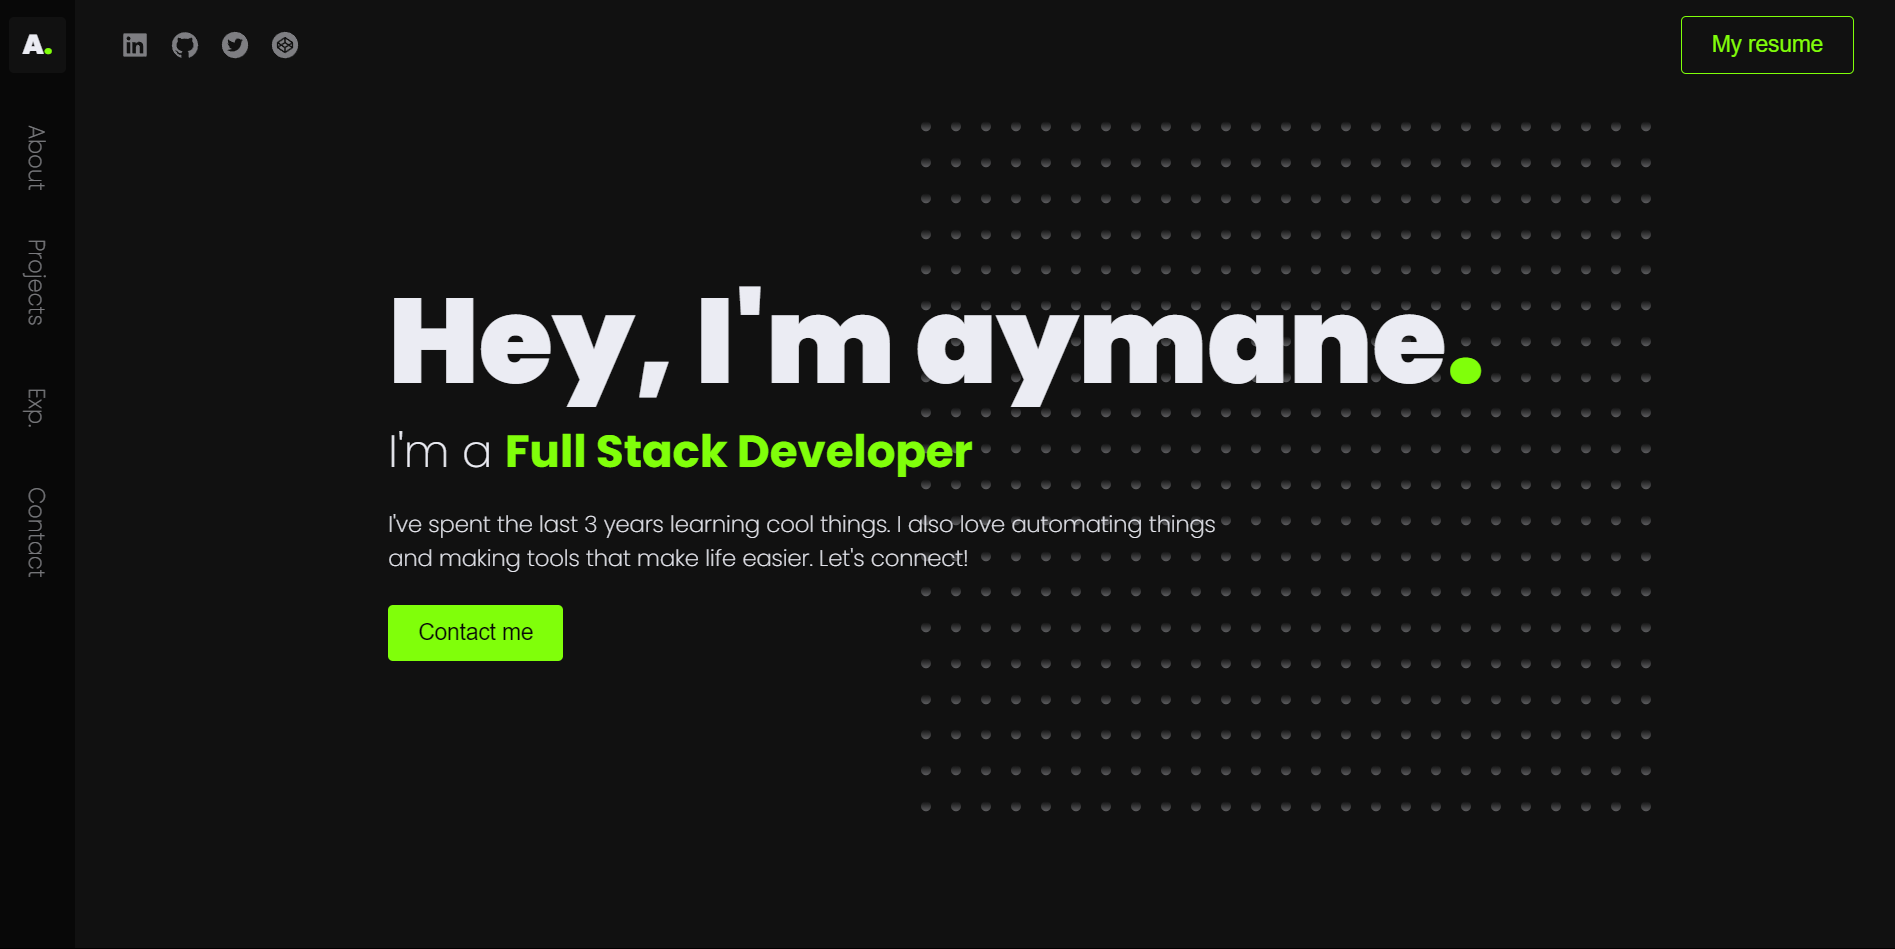 A.
My resume
About
Projects
Exp.
Contact
Hey, I'm aymane.
I'm a Full Stack Developer
I've spent the last 3 years learning cool things. I also love automating things
and making tools that make life easier. Let's connect!
Contact me